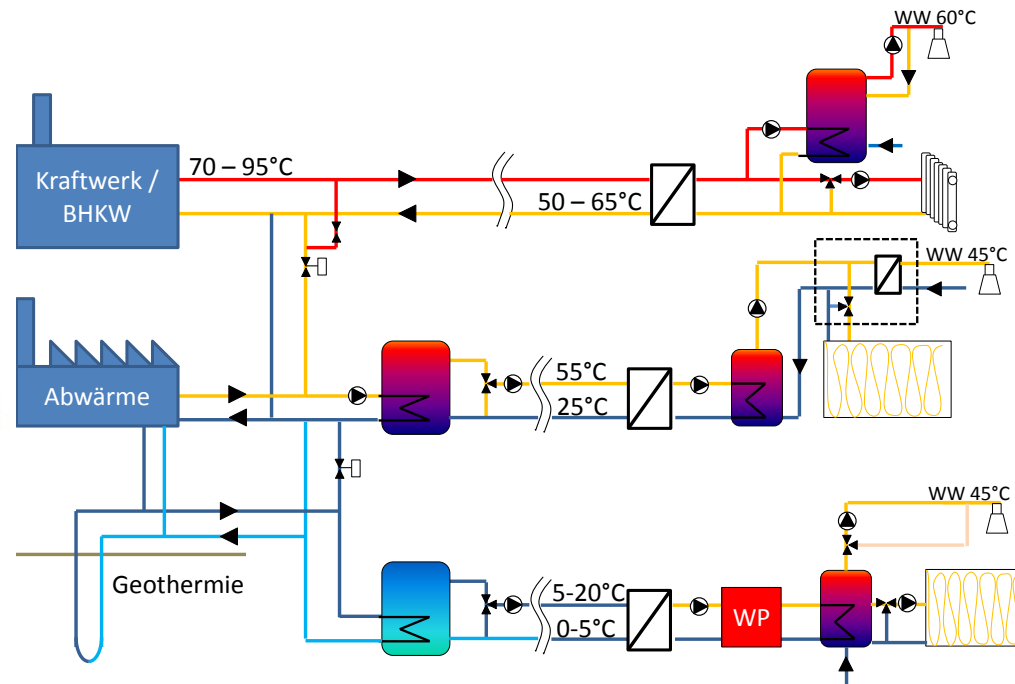 WW 60°C
70 – 95°C
Kraftwerk /
BHKW
50 – 65°C
WW 45°C
55°C
Abwärme
25°C
WW 45°C
Geothermie
5-20°C
WP
0-5°C